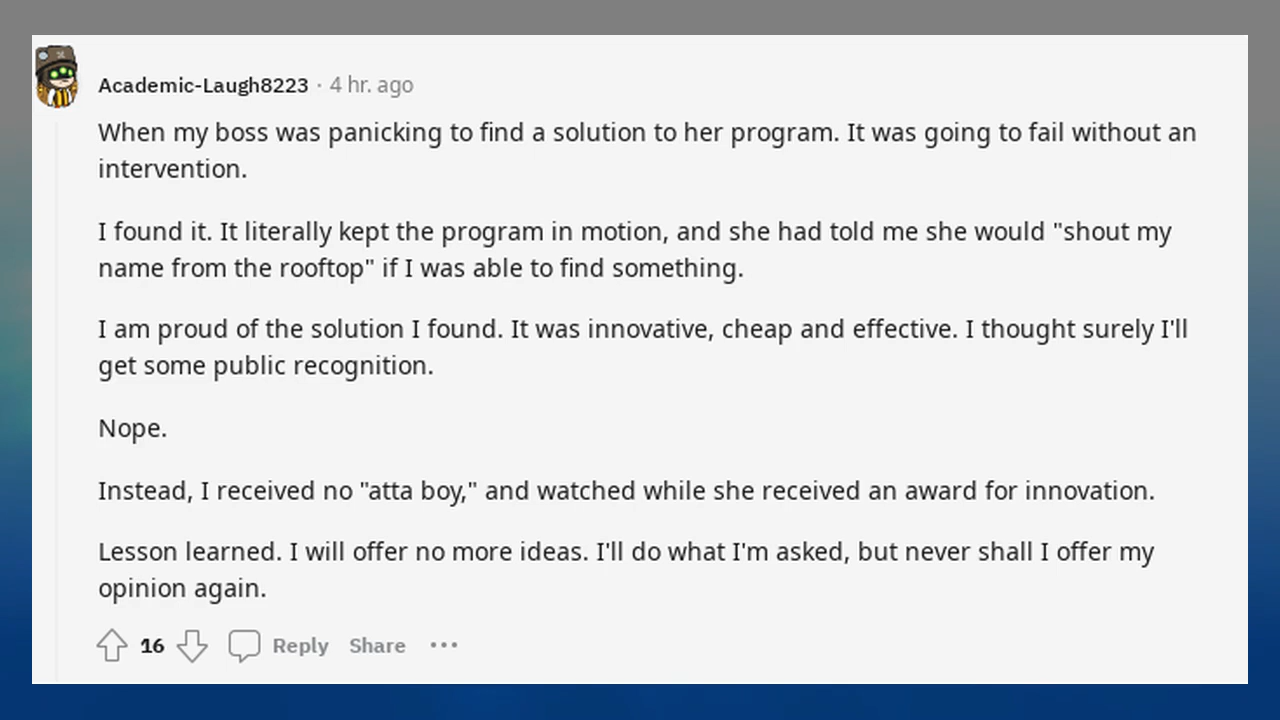 Academic-Laugh8223 · 4 hr. ago
When my boss was panicking to find a solution to her program. It was going to fail without an
intervention.
I found it. It literally kept the program in motion, and she had told me she would "shout my
name from the rooftop" if I was able to find something.
I am proud of the solution I found. It was innovative, cheap and effective. I thought surely I'll
get some public recognition.
Nope.
Instead, I received no "atta boy," and watched while she received an award for innovation.
Lesson learned. I will offer no more ideas. I'll do what I'm asked, but never shall I offer my
opinion again.
16 Reply Share ···